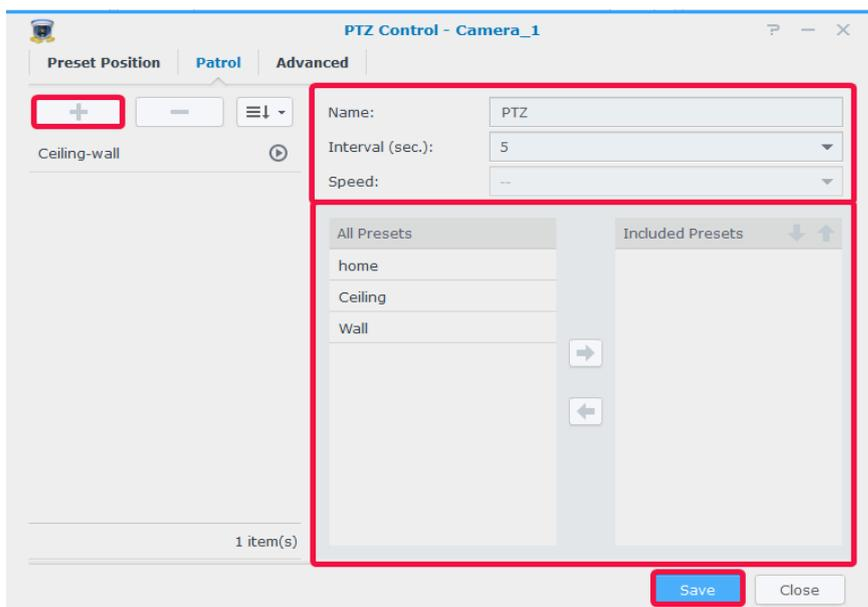 PTZ Control - Camera_1
Preset Position Patrol Advanced
Name: PTZ
Ceiling-wall
Interval (sec.): 5
Speed: --
All Presets
Included Presets
home
Ceiling
Wall
1 item(s)
Save Close